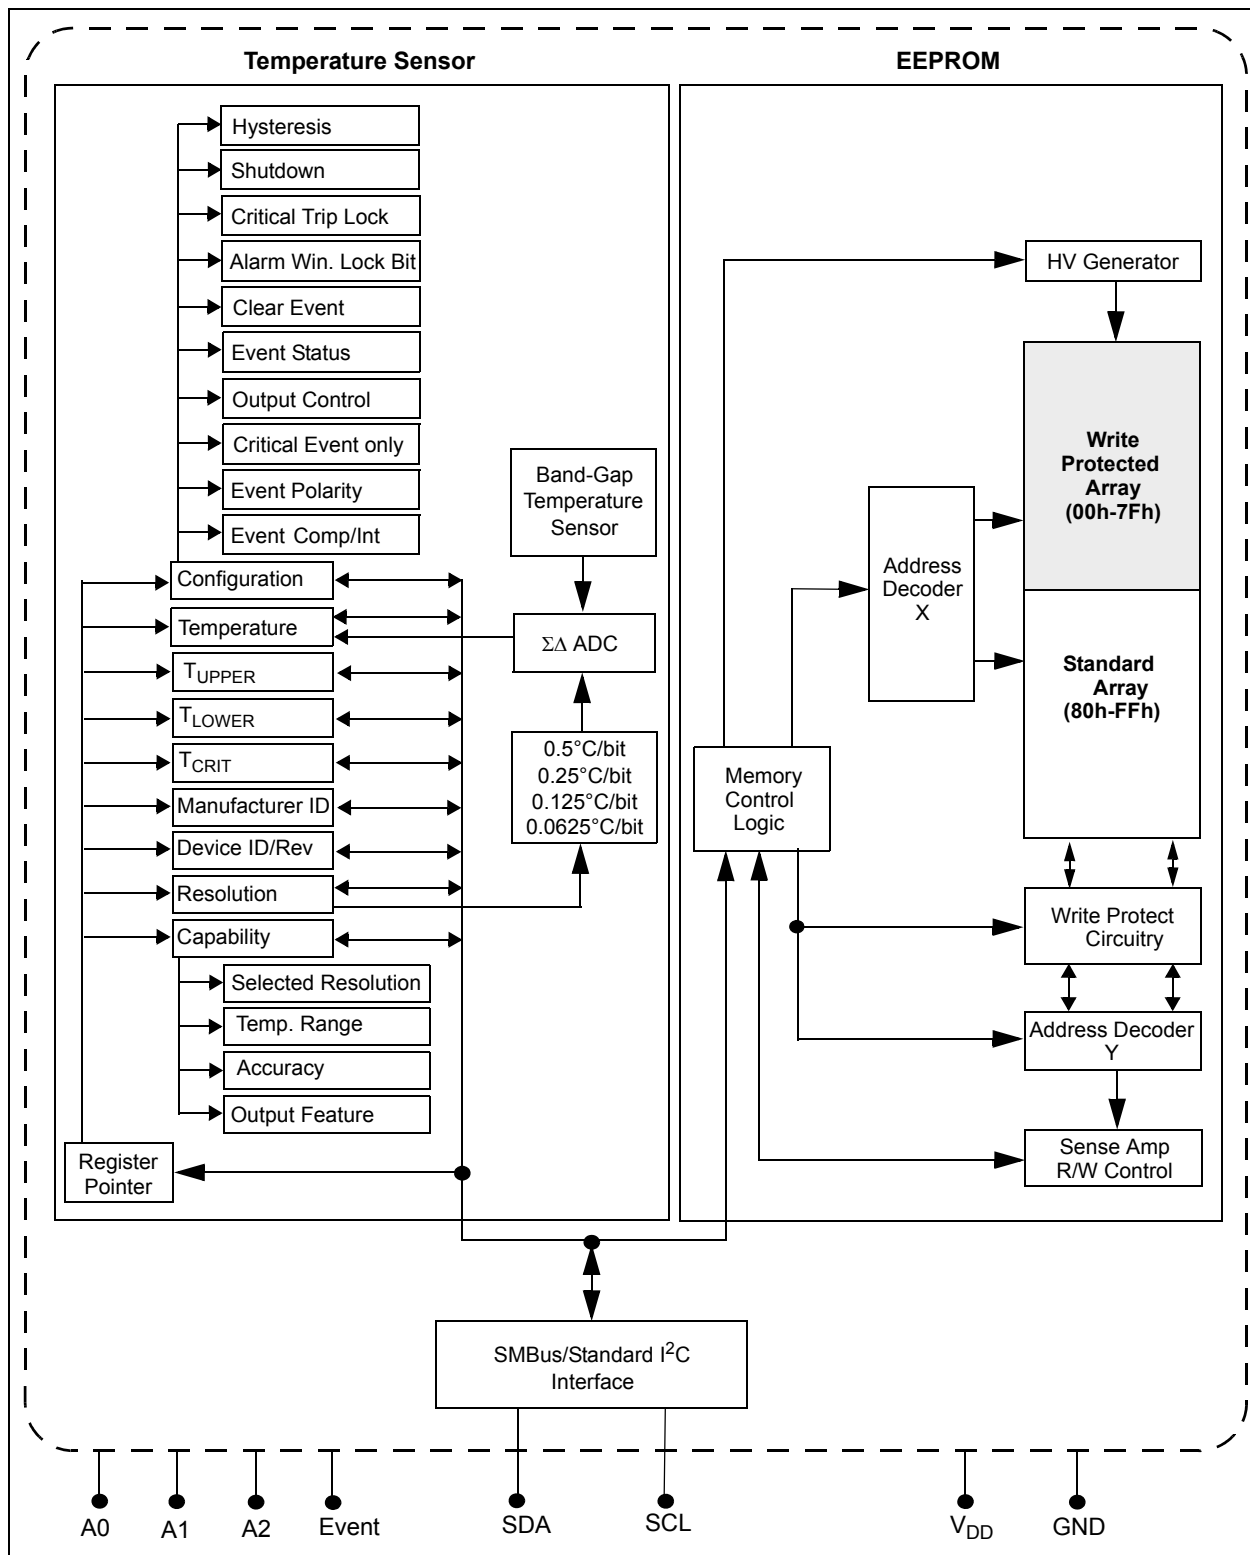 Temperature Sensor
EEPROM
Hysteresis
Shutdown
Critical Trip Lock
Alarm Win. Lock Bit
Clear Event
Event Status
Output Control
Critical Event only
Event Polarity
Event Comp/Int
Configuration
Temperature
TUPPER
TLOWER
TCRIT
Manufacturer ID
Device ID/Rev
Resolution
Capability
Selected Resolution
Temp. Range
Accuracy
Output Feature
Register
Pointer
Band-Gap
Temperature
Sensor
ΣΔ ADC
0.5°C/bit
0.25°C/bit
0.125°C/bit
0.0625°C/bit
HV Generator
Write
Protected
Array
(00h-7Fh)
Address
Decoder
X
Standard
Array
(80h-FFh)
Memory
Control
Logic
Write Protect
Circuitry
Address Decoder
Y
Sense Amp
R/W Control
SMBus/Standard I²C
Interface
A0
A1
A2
Event
SDA
SCL
VDD
GND